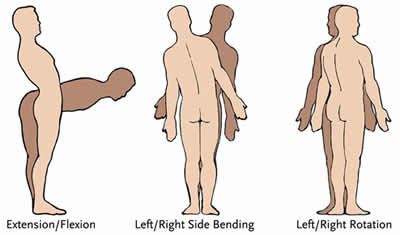 Extension/Flexion
Left/Right Side Bending
Left/Right Rotation